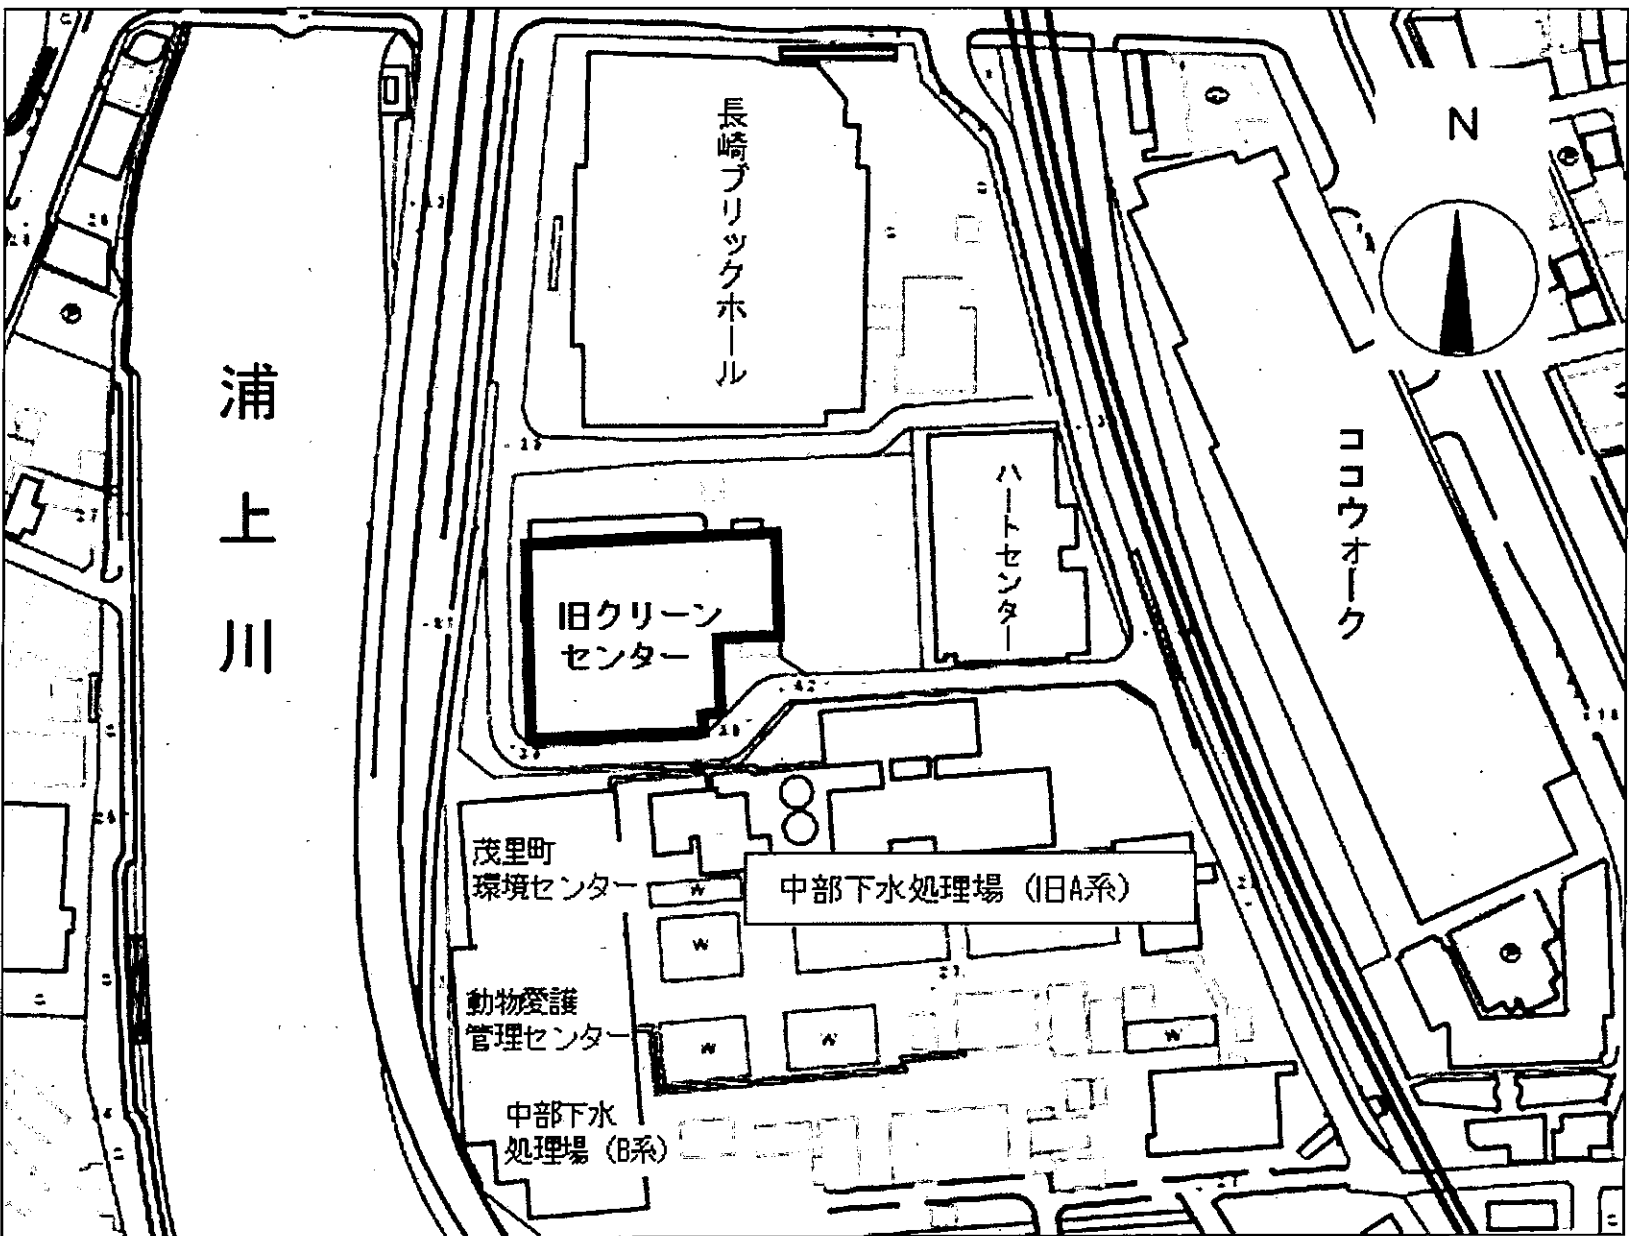 長崎ブリックホール
N
浦上川
ココウォーク
ハートセンター
旧クリーン
センター
茂里町
環境センター
中部下水処理場（旧A系）
W
W
動物愛護
管理センター
W
W
W
中部下水
処理場（B系）